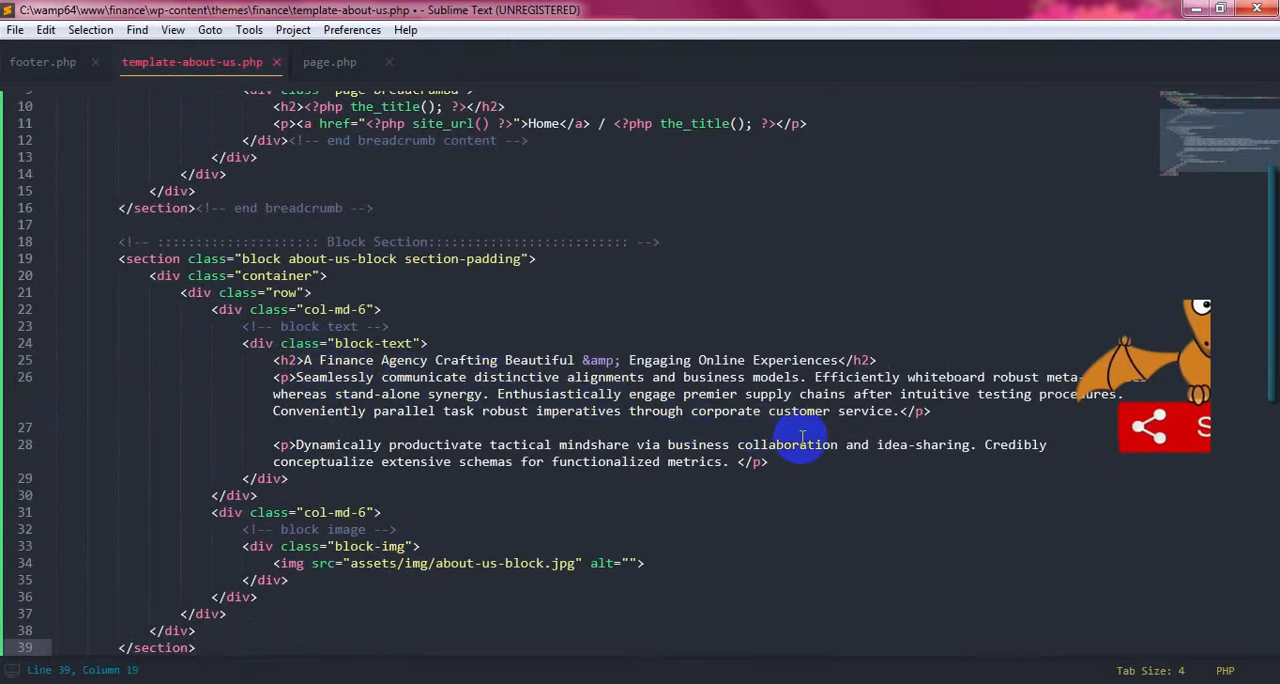 C:\wamp64\www\finance\wp-content\themes\finance\template-about-us.php • - Sublime Text (UNREGISTERED)
File Edit Selection Find View Goto Tools Project Preferences Help
footer.php × template-about-us.php × page.php ×
10 <h2><?php the_title(); ?></h2>
11 <p><a href="<?php site_url() ?>">Home</a> / <?php the_title(); ?></p>
12 </div><!-- end breadcrumb content -->
13 </div>
14 </div>
15 </div>
16 </section><!-- end breadcrumb -->
17
18 <!-- ::::::::::::::::::::: Block Section:::::::::::::::::::::::::: -->
19 <section class="block about-us-block section-padding">
20 <div class="container">
21 <div class="row">
22 <div class="col-md-6">
23 <!-- block text -->
24 <div class="block-text">
25 <h2>A Finance Agency Crafting Beautiful &amp; Engaging Online Experiences</h2>
26 <p>Seamlessly communicate distinctive alignments and business models. Efficiently whiteboard robust meta-
whereas stand-alone synergy. Enthusiastically engage premier supply chains after intuitive testing procedures.
Conveniently parallel task robust imperatives through corporate customer service.</p>
27
28 <p>Dynamically productivate tactical mindshare via business collaboration and idea-sharing. Credibly
conceptualize extensive schemas for functionalized metrics. </p>
29 </div>
30 </div>
31 <div class="col-md-6">
32 <!-- block image -->
33 <div class="block-img">
34 <img src="assets/img/about-us-block.jpg" alt="">
35 </div>
36 </div>
37 </div>
38 </div>
39 </section>
Line 39, Column 19 Tab Size: 4 PHP